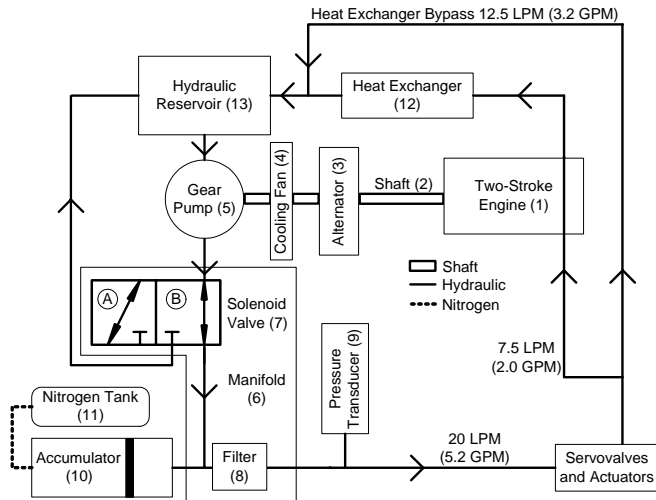 Heat Exchanger Bypass 12.5 LPM (3.2 GPM)
Hydraulic
Reservoir (13)
Heat Exchanger
(12)
Gear
Pump (5)
Cooling Fan (4)
Alternator (3)
Shaft (2)
Two-Stroke
Engine (1)
Shaft
Hydraulic
Nitrogen
A
B
Solenoid
Valve (7)
Manifold
(6)
Pressure
Transducer (9)
7.5 LPM
(2.0 GPM)
Nitrogen Tank
(11)
Accumulator
(10)
Filter
(8)
20 LPM
(5.2 GPM)
Servovalves
and Actuators